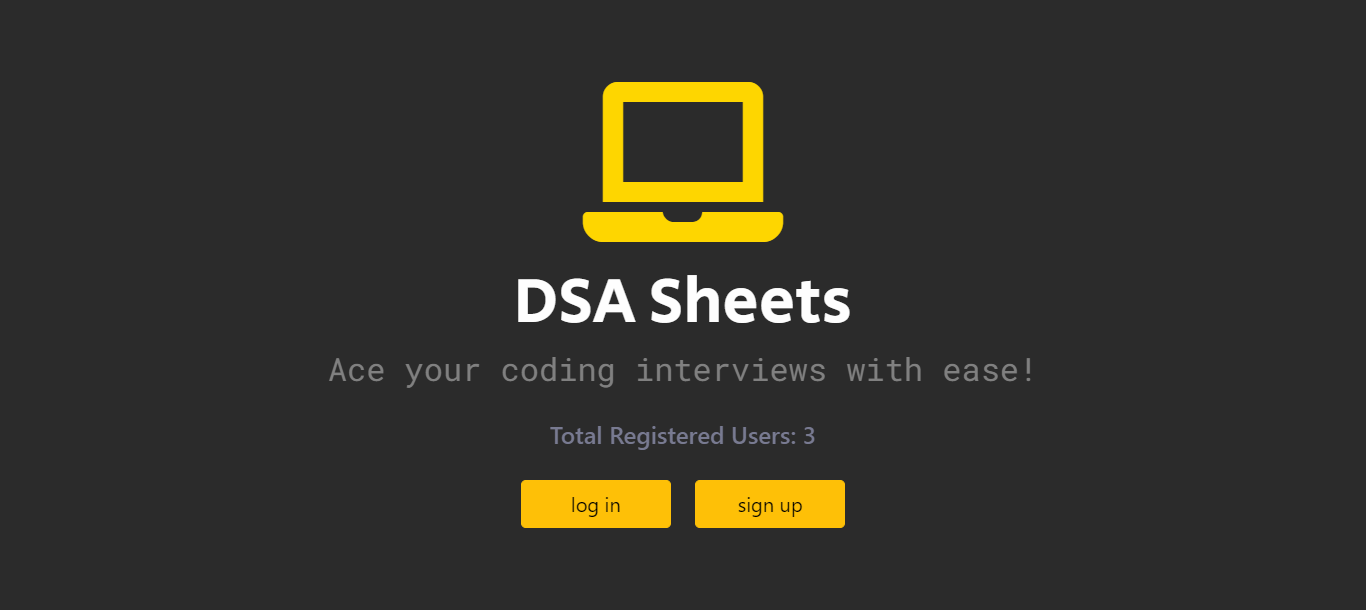 DSA Sheets
Ace your coding interviews with ease!
Total Registered Users: 3
log in
sign up